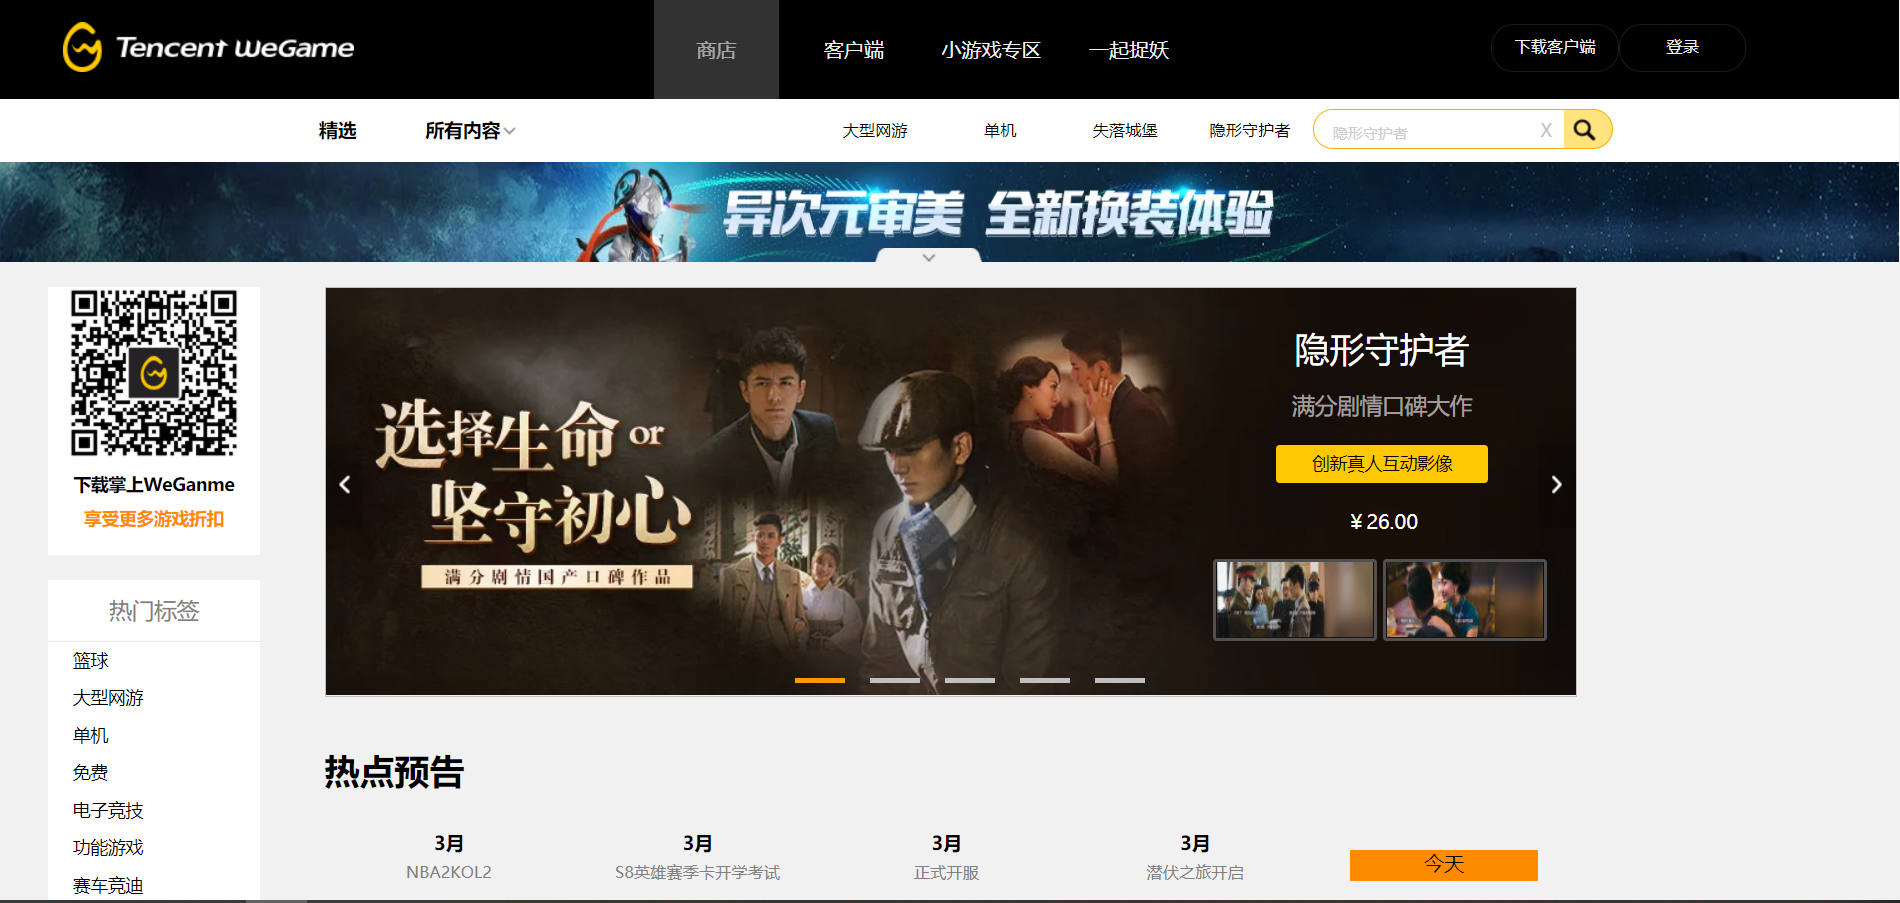 Tencent WeGame
商店
客户端
小游戏专区
一起捉妖
下载客户端
登录
精选
所有内容
大型网游
单机
失落城堡
隐形守护者
隐形守护者
X
异次元审美 全新换装体验
下载掌上WeGanme
享受更多游戏折扣
热门标签
篮球
大型网游
单机
免费
电子竞技
功能游戏
赛车竞迪
选择生命or
坚守初心
满分剧情国产口碑作品
隐形守护者
满分剧情口碑大作
创新真人互动影像
¥26.00
热点预告
3月
NBA2KOL2
3月
S8英雄赛季卡开学考试
3月
正式开服
3月
潜伏之旅开启
今天